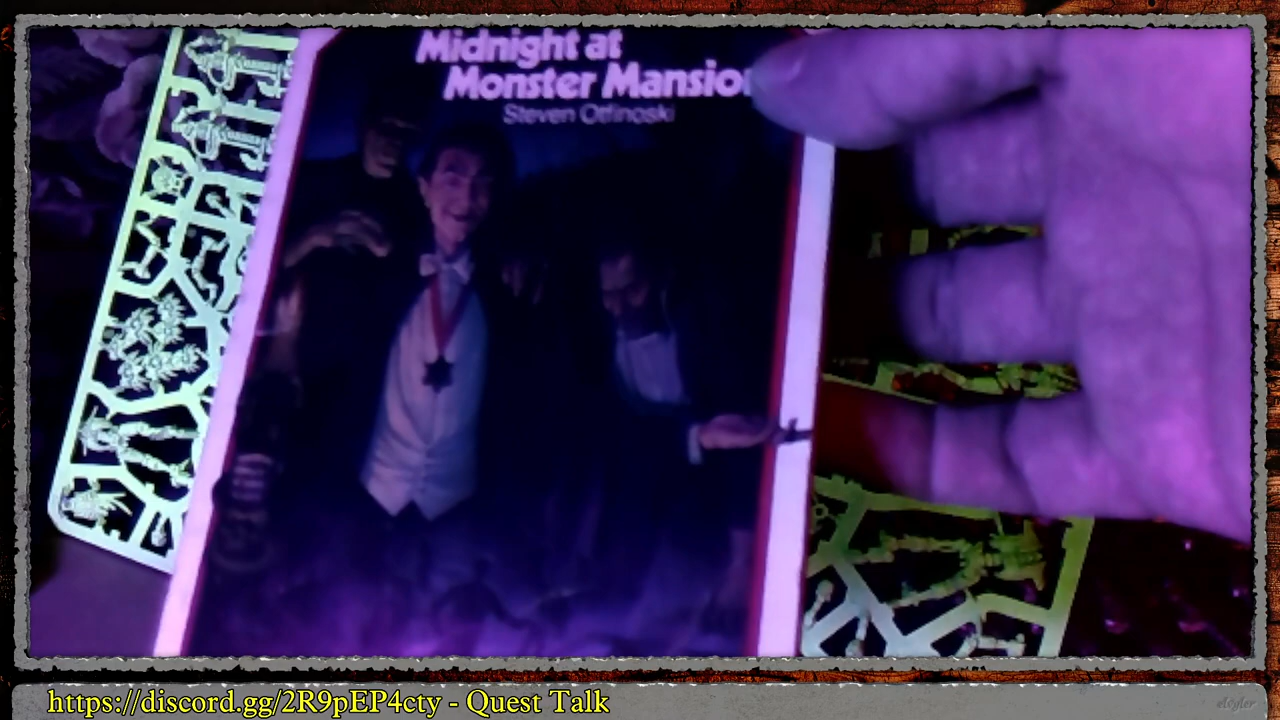 Midnight at
Monster Mansion
Steven Otfinoski
https://discord.gg/2R9pEP4cty - Quest Talk